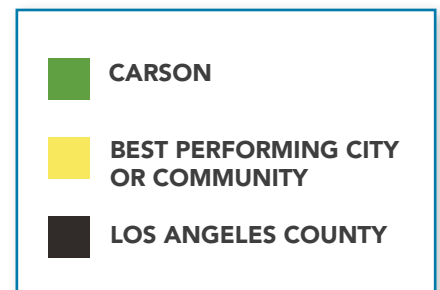 CARSON
BEST PERFORMING CITY
OR COMMUNITY
LOS ANGELES COUNTY